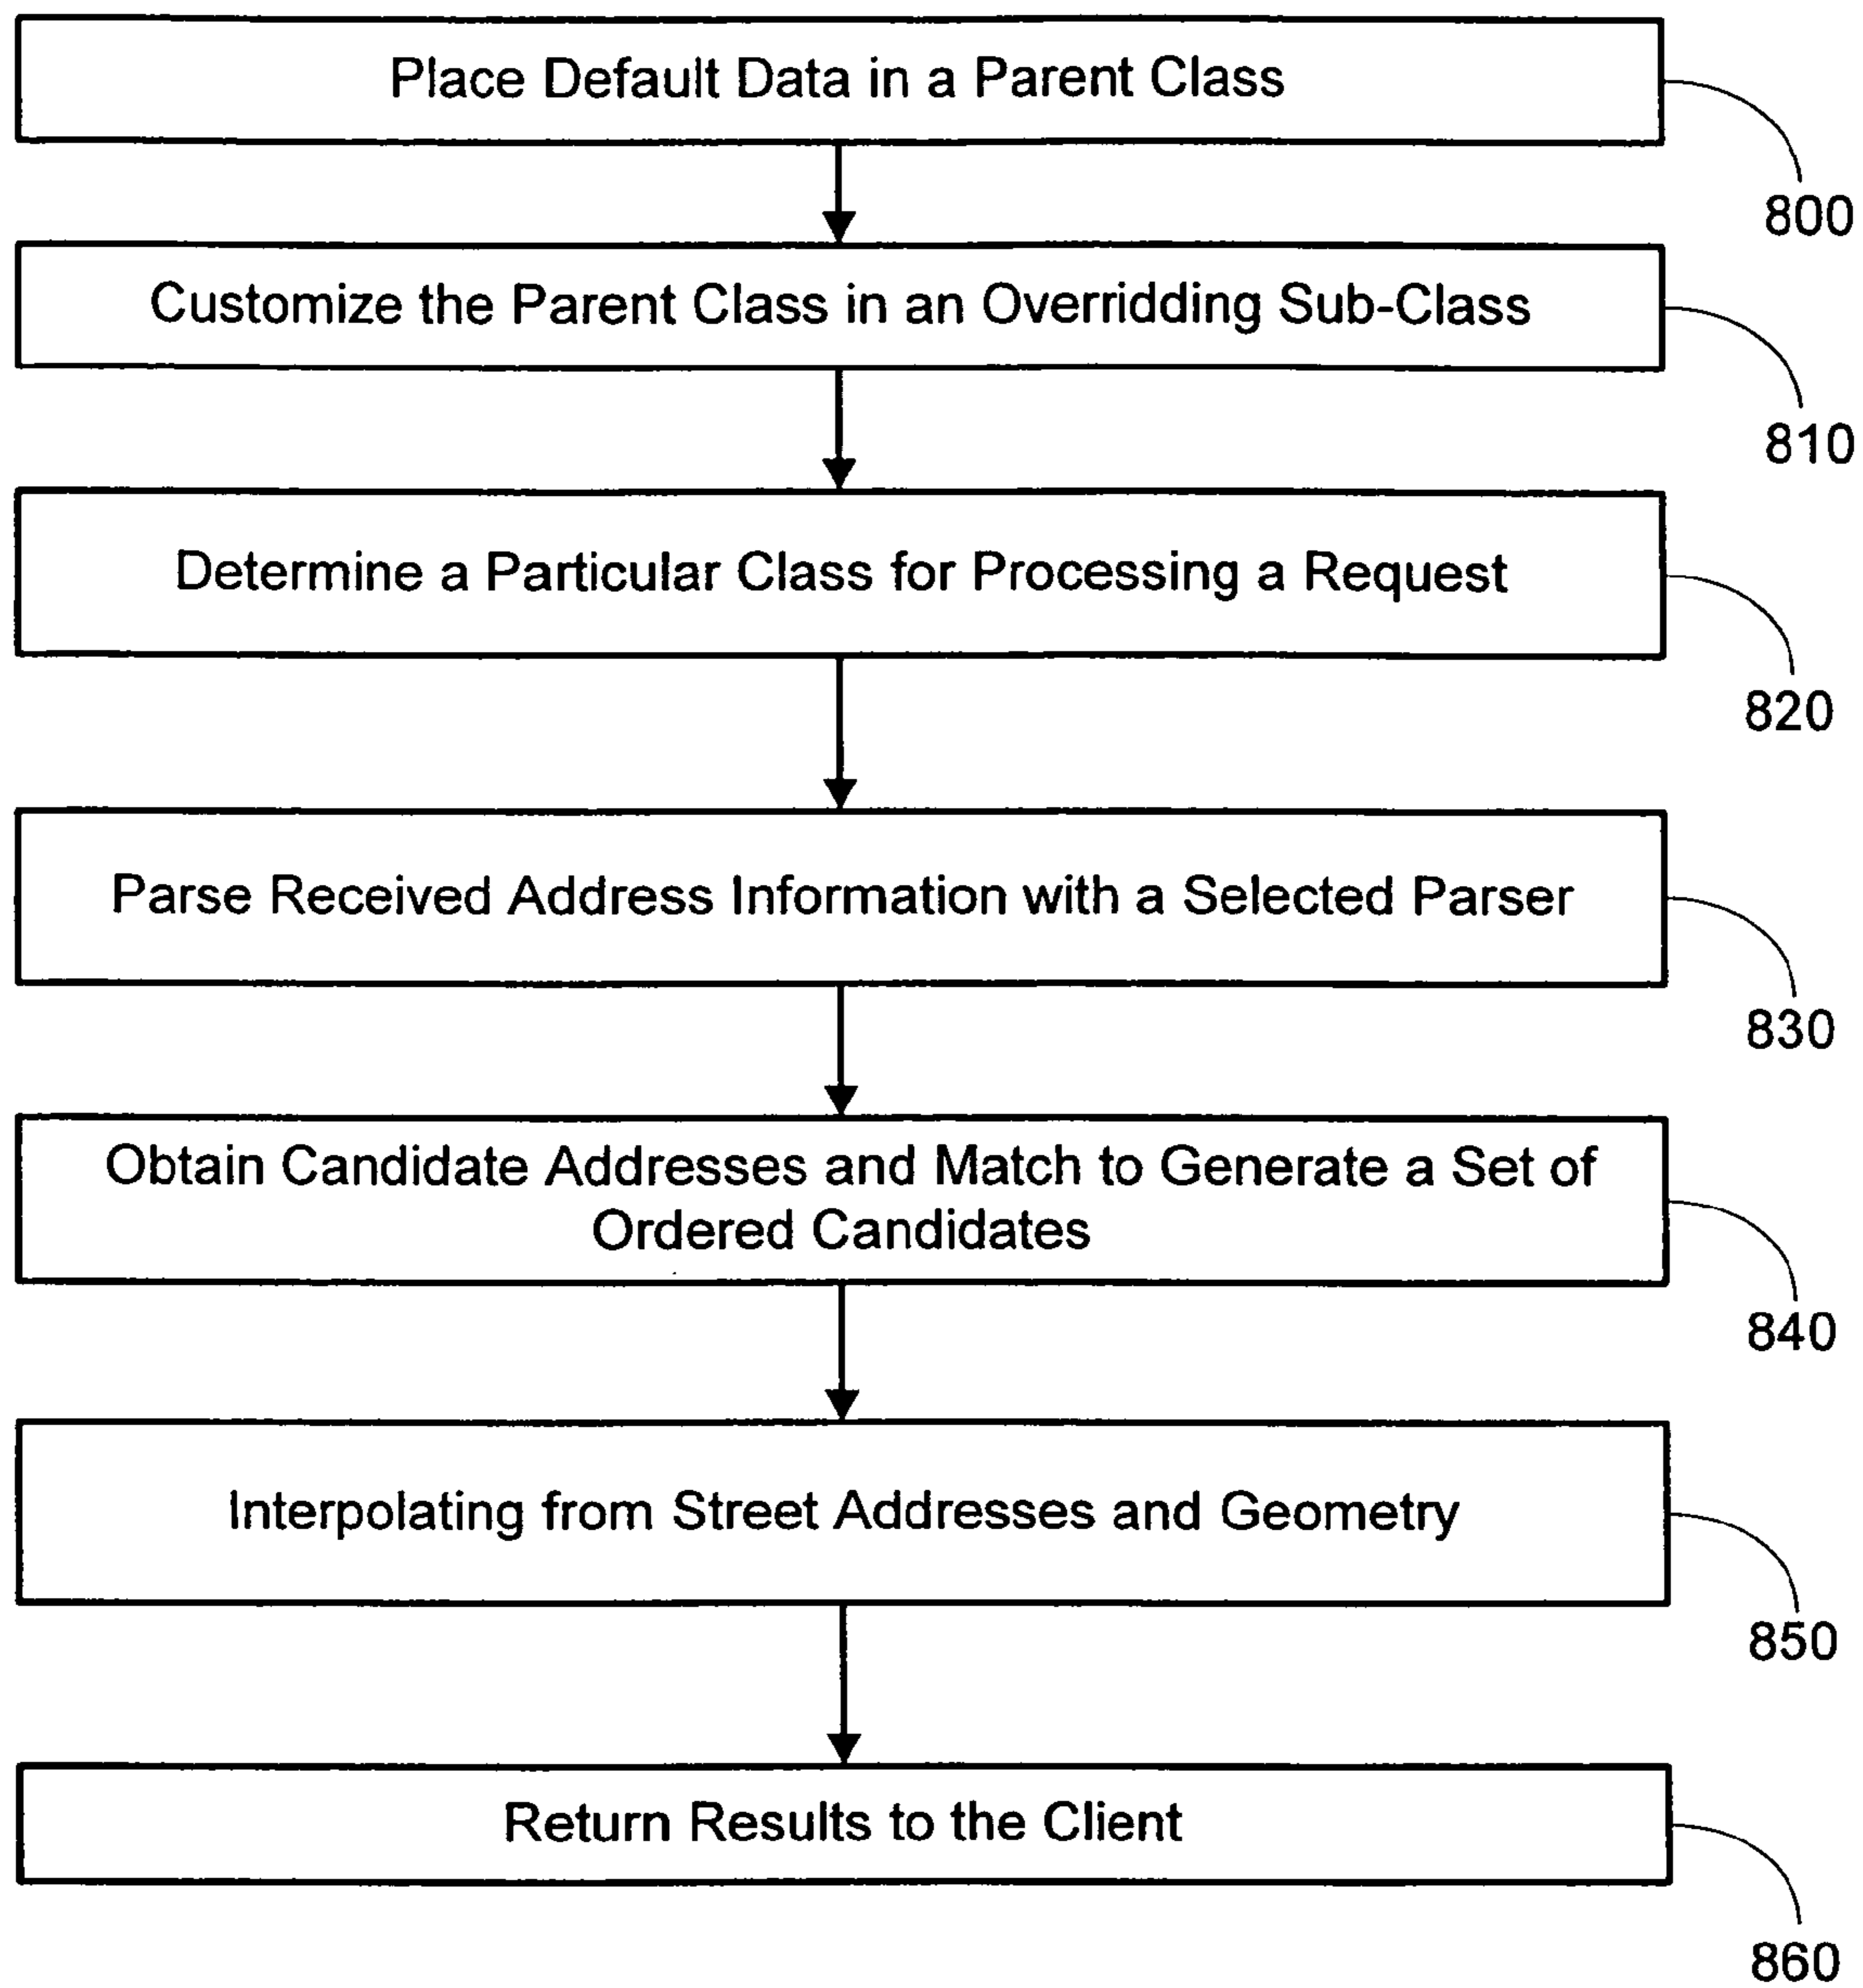 Place Default Data in a Parent Class
800
Customize the Parent Class in an Overridding Sub-Class
810
Determine a Particular Class for Processing a Request
820
Parse Received Address Information with a Selected Parser
830
Obtain Candidate Addresses and Match to Generate a Set of
Ordered Candidates
840
Interpolating from Street Addresses and Geometry
850
Return Results to the Client
860